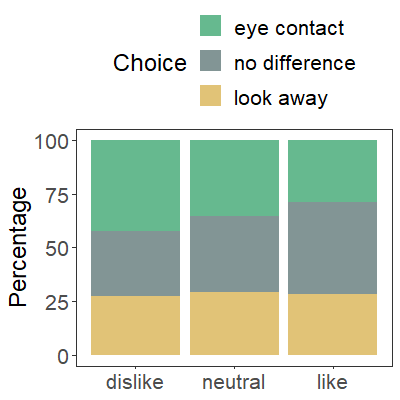 Choice
eye contact
no difference
look away
Percentage
100
75
50
25
0
dislike
neutral
like